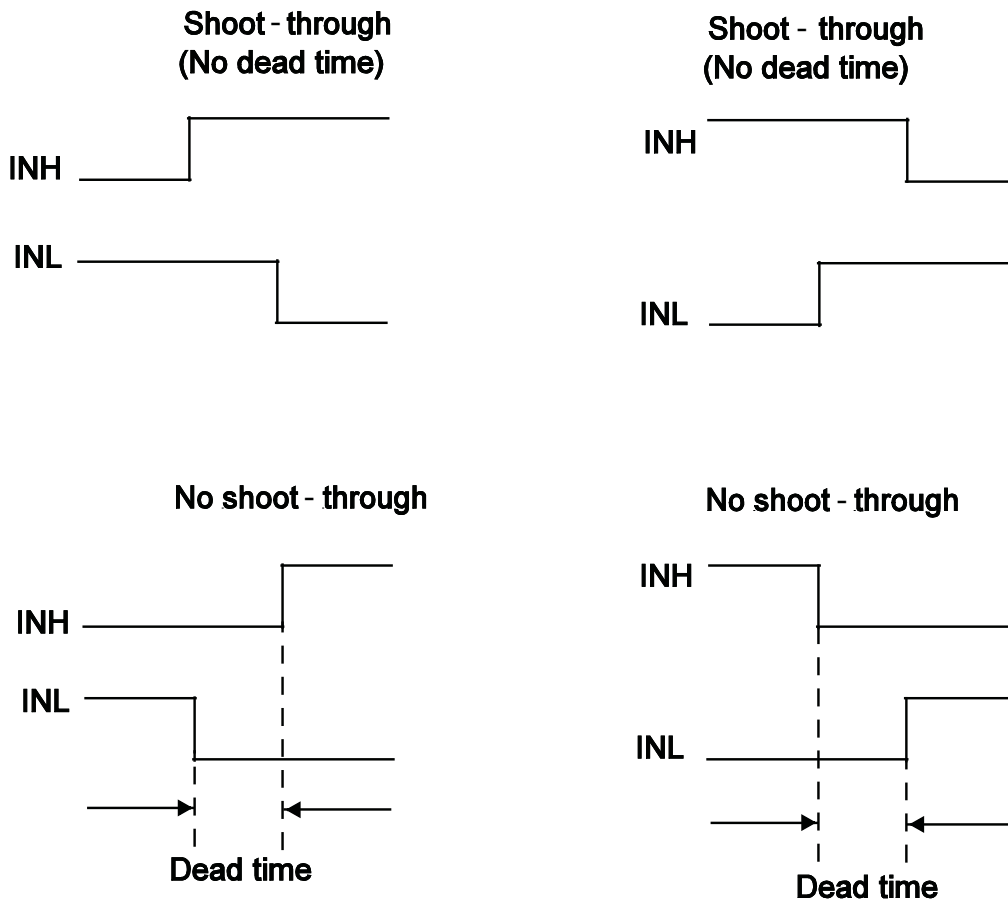 Shoot - through
(No dead time)
INH
INL
Shoot - through
(No dead time)
INH
INL
No shoot - through
INH
INL
Dead time
No shoot - through
INH
INL
Dead time